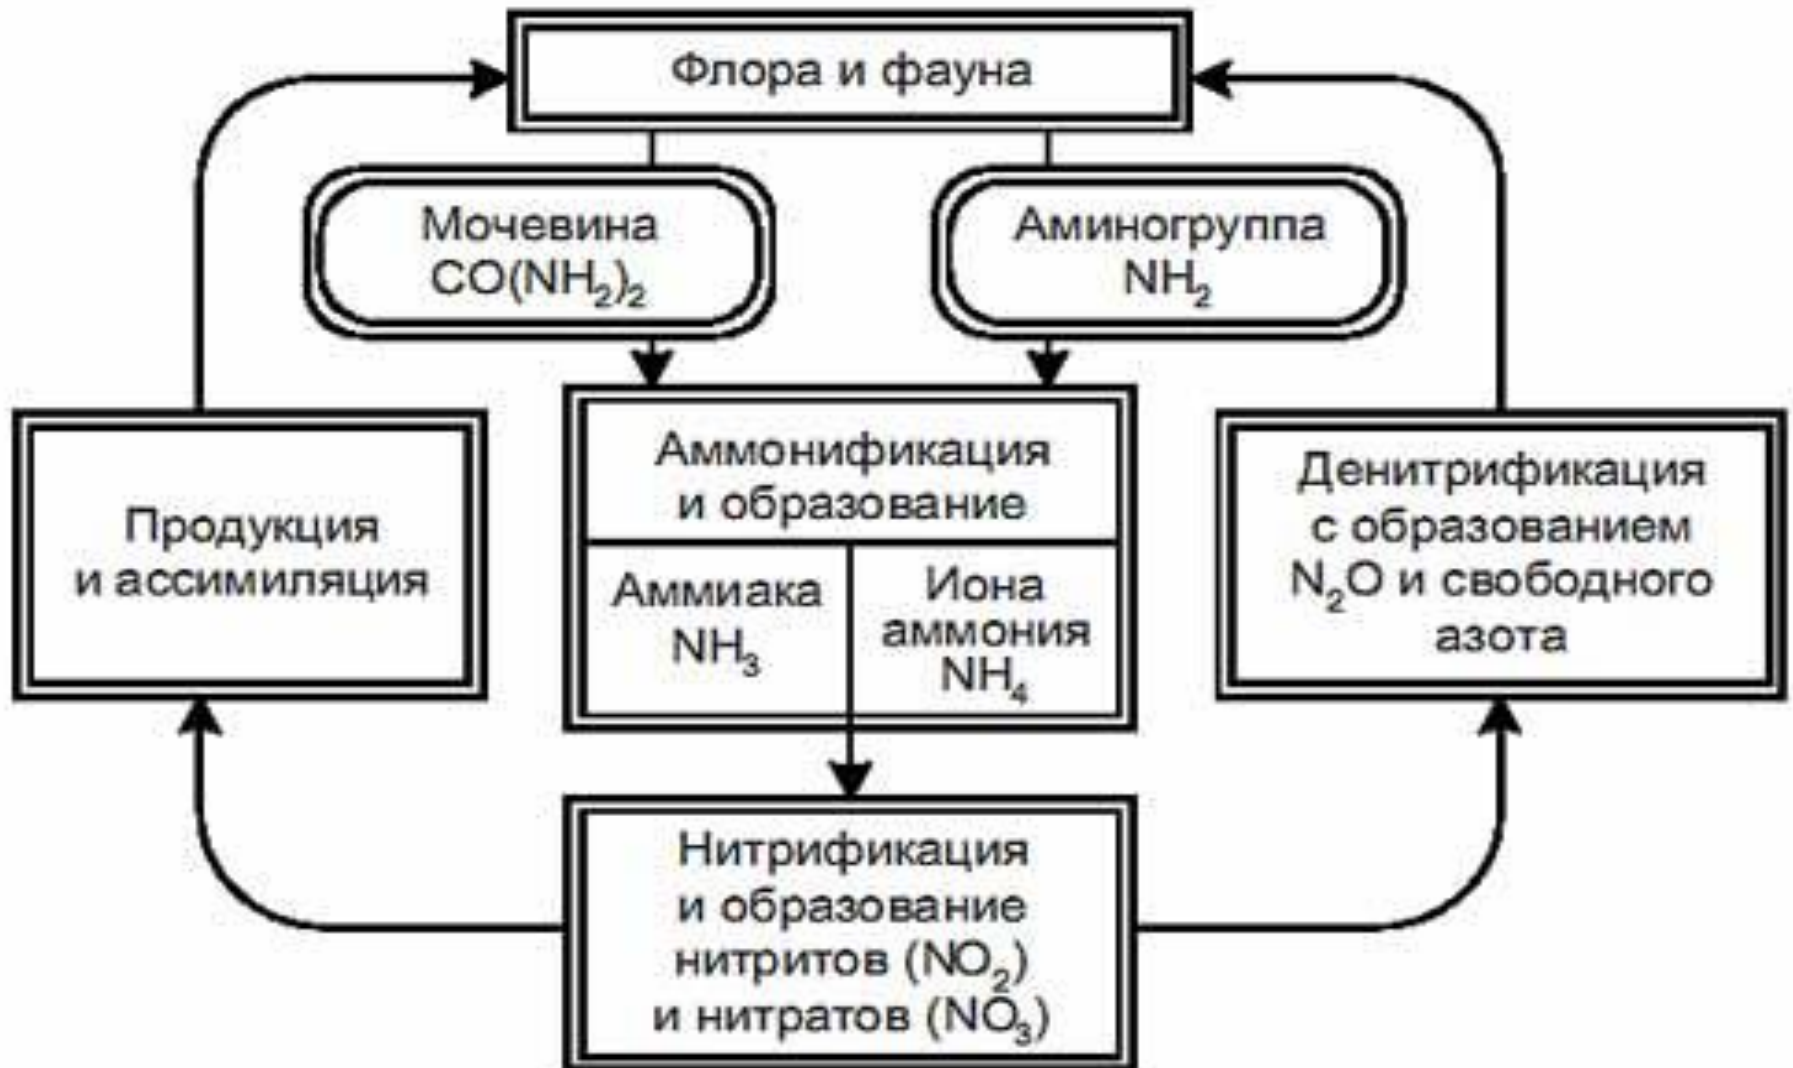 Флора и фауна
Мочевина
CO(NH₂)₂
Аминогруппа
NH₂
Продукция
и ассимиляция
Аммонификация
и образование
Аммиака
NH₃
Иона
аммония
NH₄
Денитрификация
с образованием
N₂O и свободного
азота
Нитрификация
и образование
нитритов (NO₂)
и нитратов (NO₃)